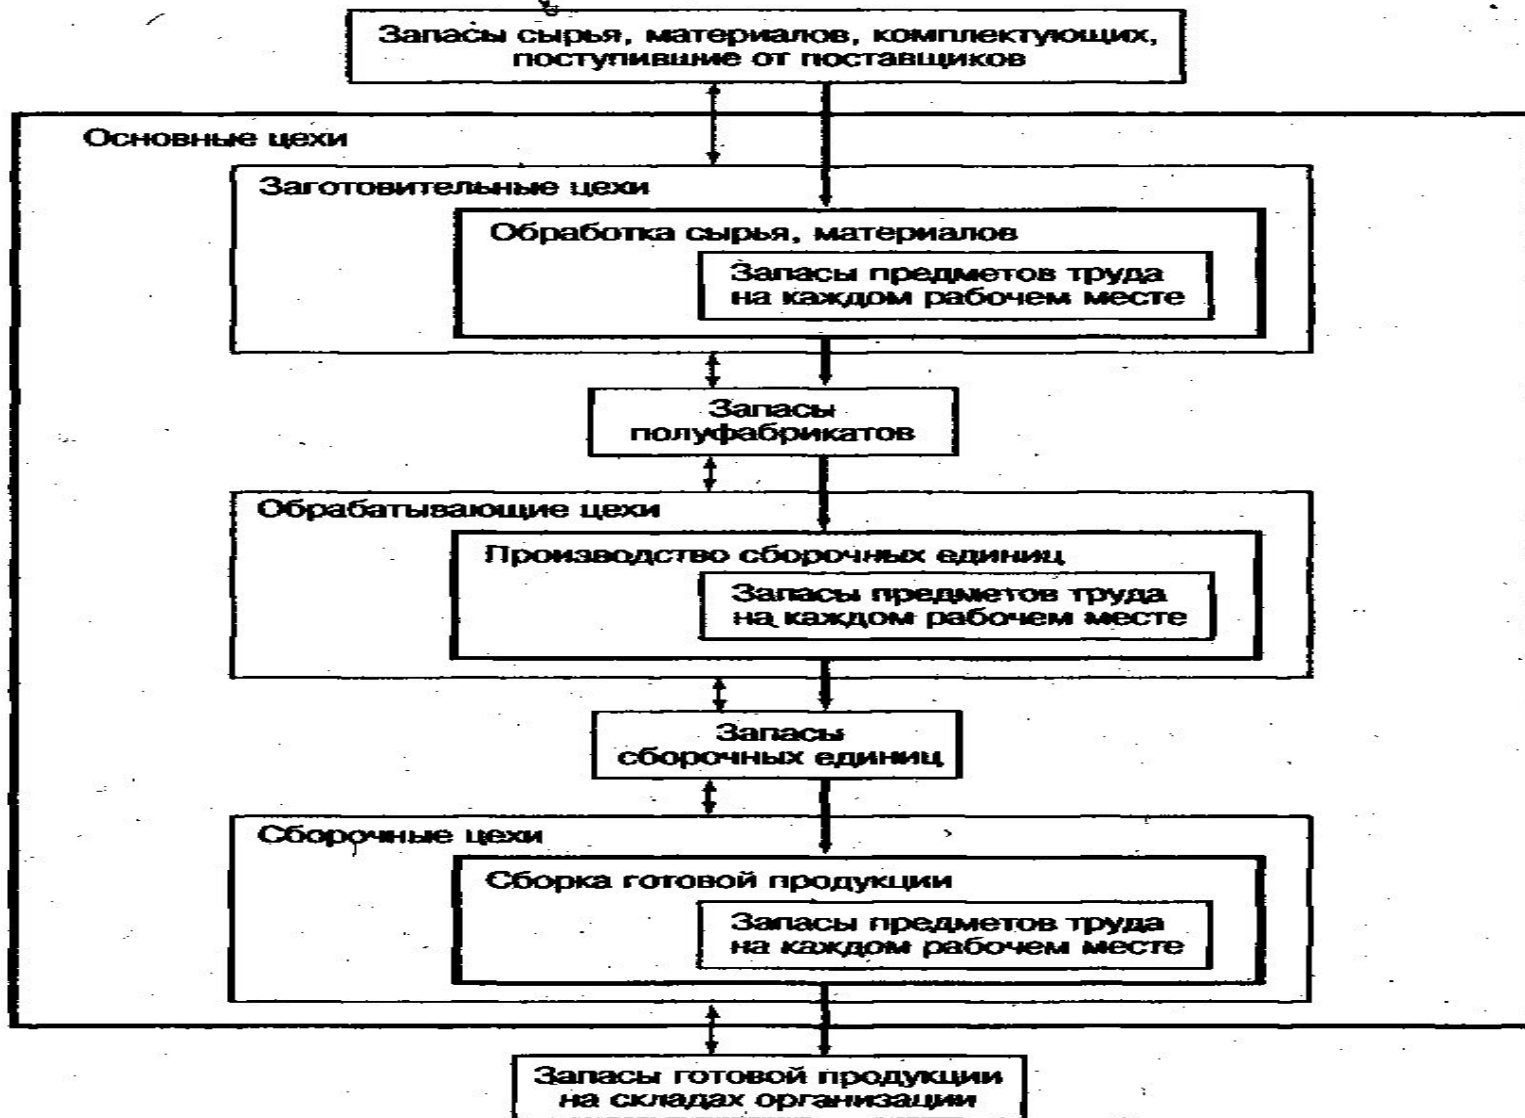 Запасы сырья, материалов, комплектующих,
поступившие от поставщиков
Основные цехи
Заготовительные цехи
Обработка сырья, материалов
Запасы предметов труда
на каждом рабочем месте
Запасы
полуфабрикатов
Обрабатывающие цехи
Производство сборочных единиц
Запасы предметов труда
на каждом рабочем месте
Запасы
сборочных единиц
Сборочные цехи
Сборка готовой продукции
Запасы предметов труда
на каждом рабочем месте
Запасы готовой продукции
на складах организации